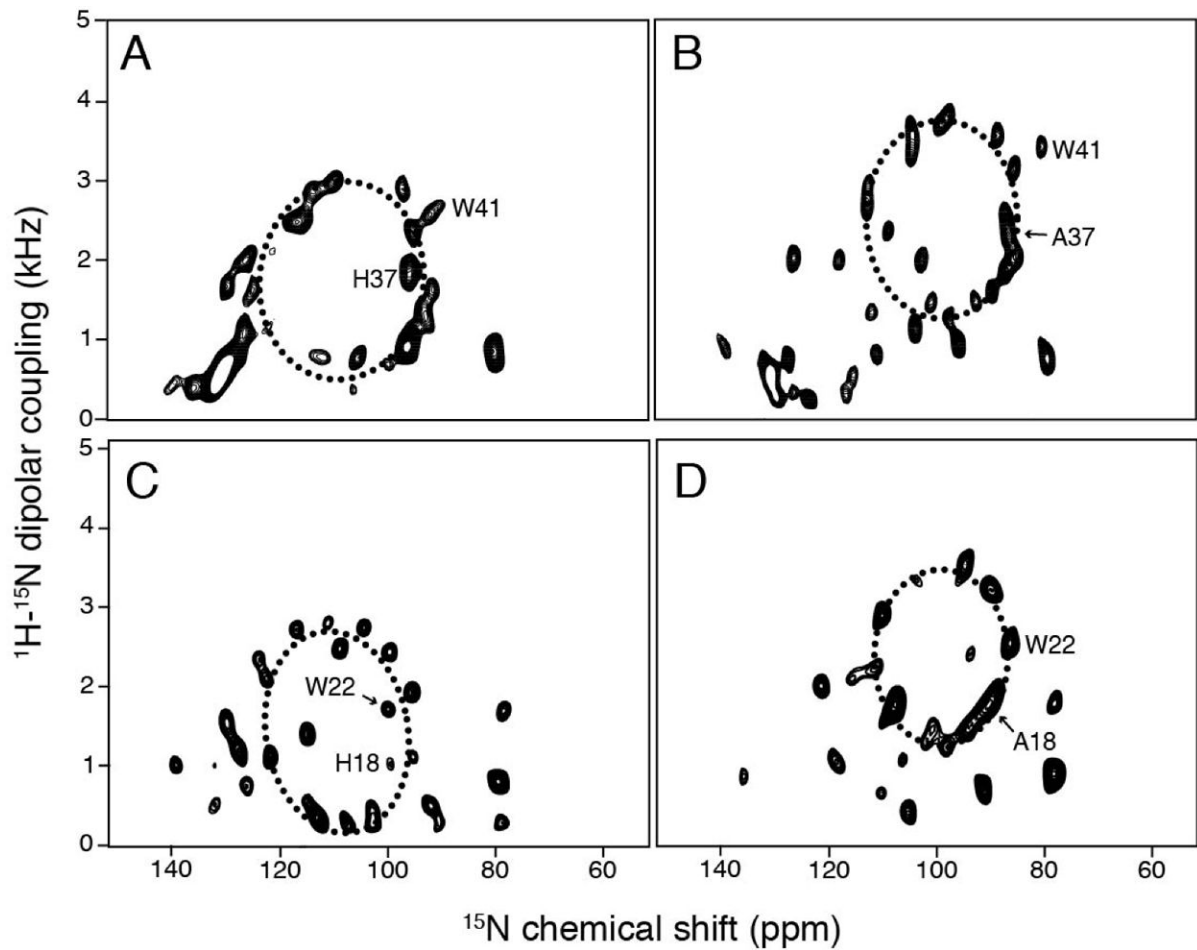 A
B
W41
H37
W41
A37
5
4
3
2
1
0
C
D
W22
H18
W22
A18
5
4
3
2
1
0
140 120 100 80 60 140 120 100 80 60
¹H-¹⁵N dipolar coupling (kHz)
¹⁵N chemical shift (ppm)